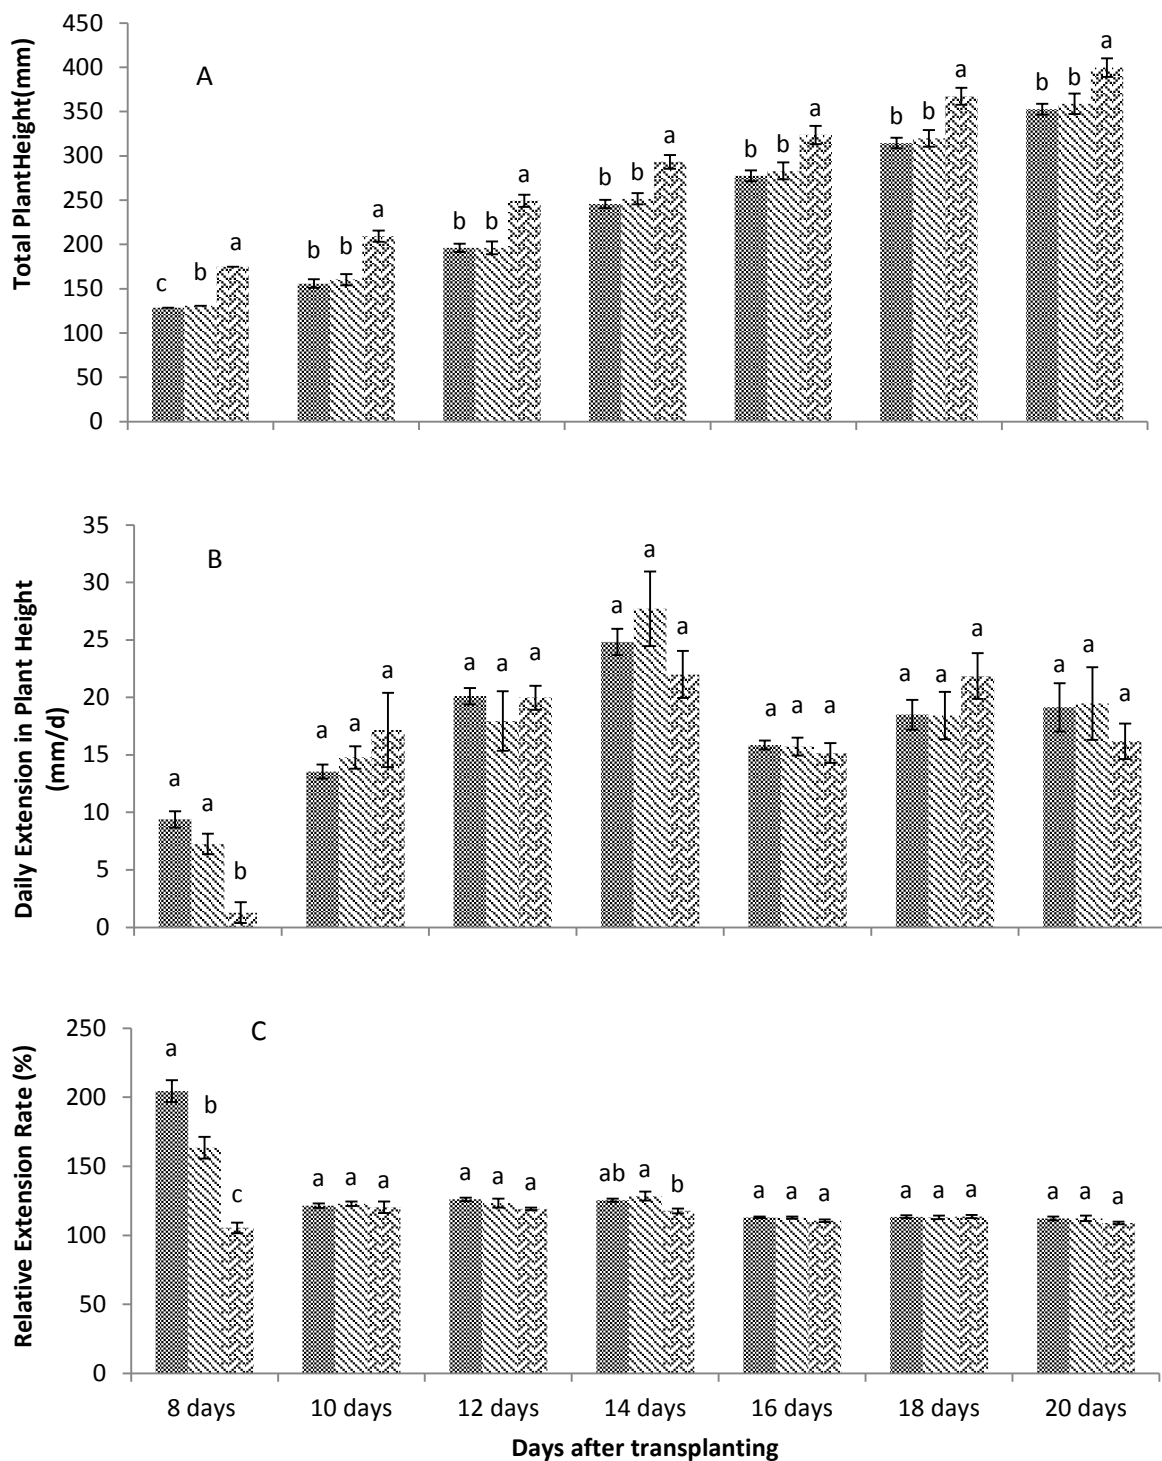 A
Total PlantHeight(mm)
450
400
350
300
250
200
150
100
50
0
c b a
b b a
b b a
b b a
b b a
b b a
b b a
B
Daily Extension in Plant Height
(mm/d)
35
30
25
20
15
10
5
0
a a b
a a a
a a a
a a a
a a a
a a a
a a a
C
Relative Extension Rate (%)
250
200
150
100
50
0
a b c
a a a
a a a
ab a b
a a a
a a a
a a a
8 days 10 days 12 days 14 days 16 days 18 days 20 days
Days after transplanting